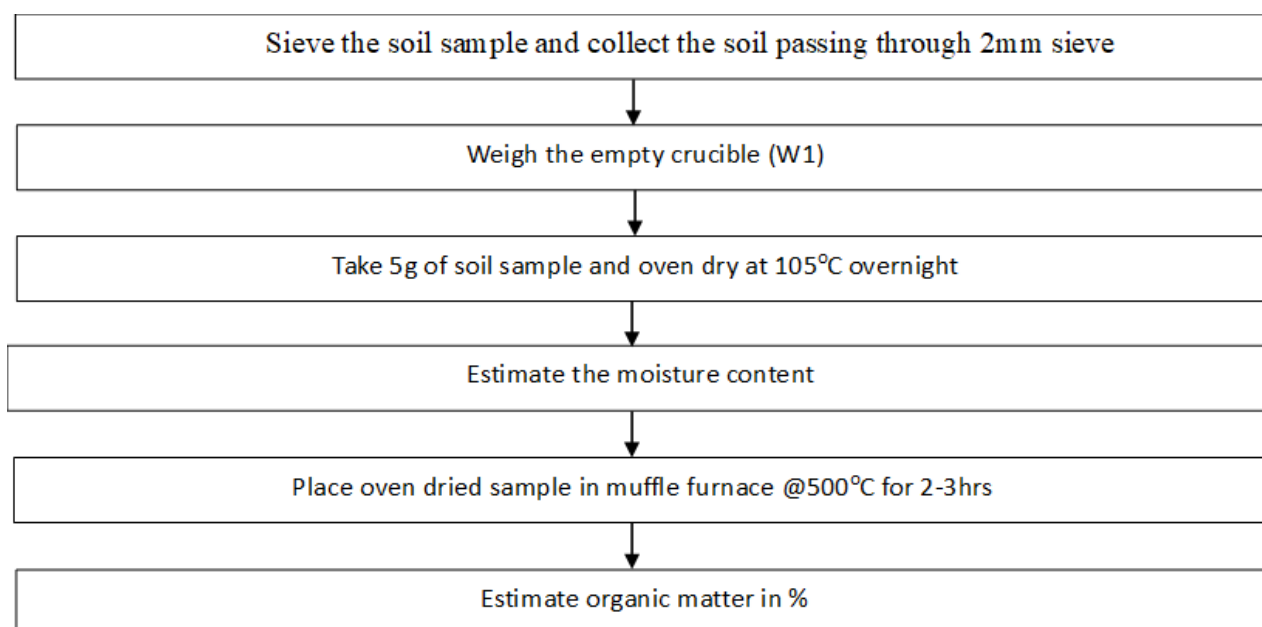 Sieve the soil sample and collect the soil passing through 2mm sieve
Weigh the empty crucible (W1)
Take 5g of soil sample and oven dry at 105°C overnight
Estimate the moisture content
Place oven dried sample in muffle furnace @500°C for 2-3hrs
Estimate organic matter in %